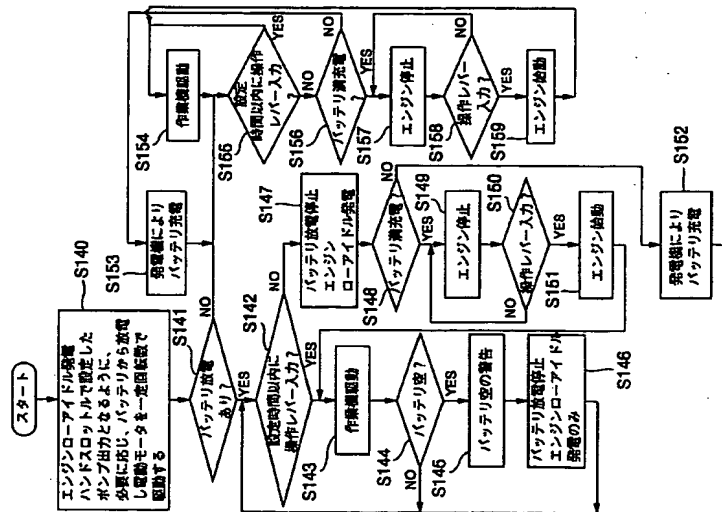 スタート
S140
エンジンローアイドル発電
ハンドスロットルで設定した
ポンプ出力となるように、
必要に応じ、バッテリから放電
し電動モータを一定回転数で
駆動する
S141
バッテリ放電
あり?
NO
YES
S153
発電機により
バッテリ充電
S154
作業機駆動
S155
設定
時間以内に操作
レバー入力?
YES
NO
S156
バッテリ満充電
?
NO
YES
S157
エンジン停止
S158
操作レバー
入力?
NO
YES
S159
エンジン始動
S142
設定時間以内に
操作レバー入力?
NO
YES
S143
作業機駆動
S144
バッテリ空?
NO
YES
S145
バッテリ空の警告
S146
バッテリ放電停止
エンジンローアイドル
発電のみ
S147
バッテリ放電停止
エンジン
ローアイドル発電
S148
バッテリ満充電?
NO
YES
S149
エンジン停止
S150
操作レバー入力?
NO
YES
S151
エンジン始動
S152
発電機により
バッテリ充電